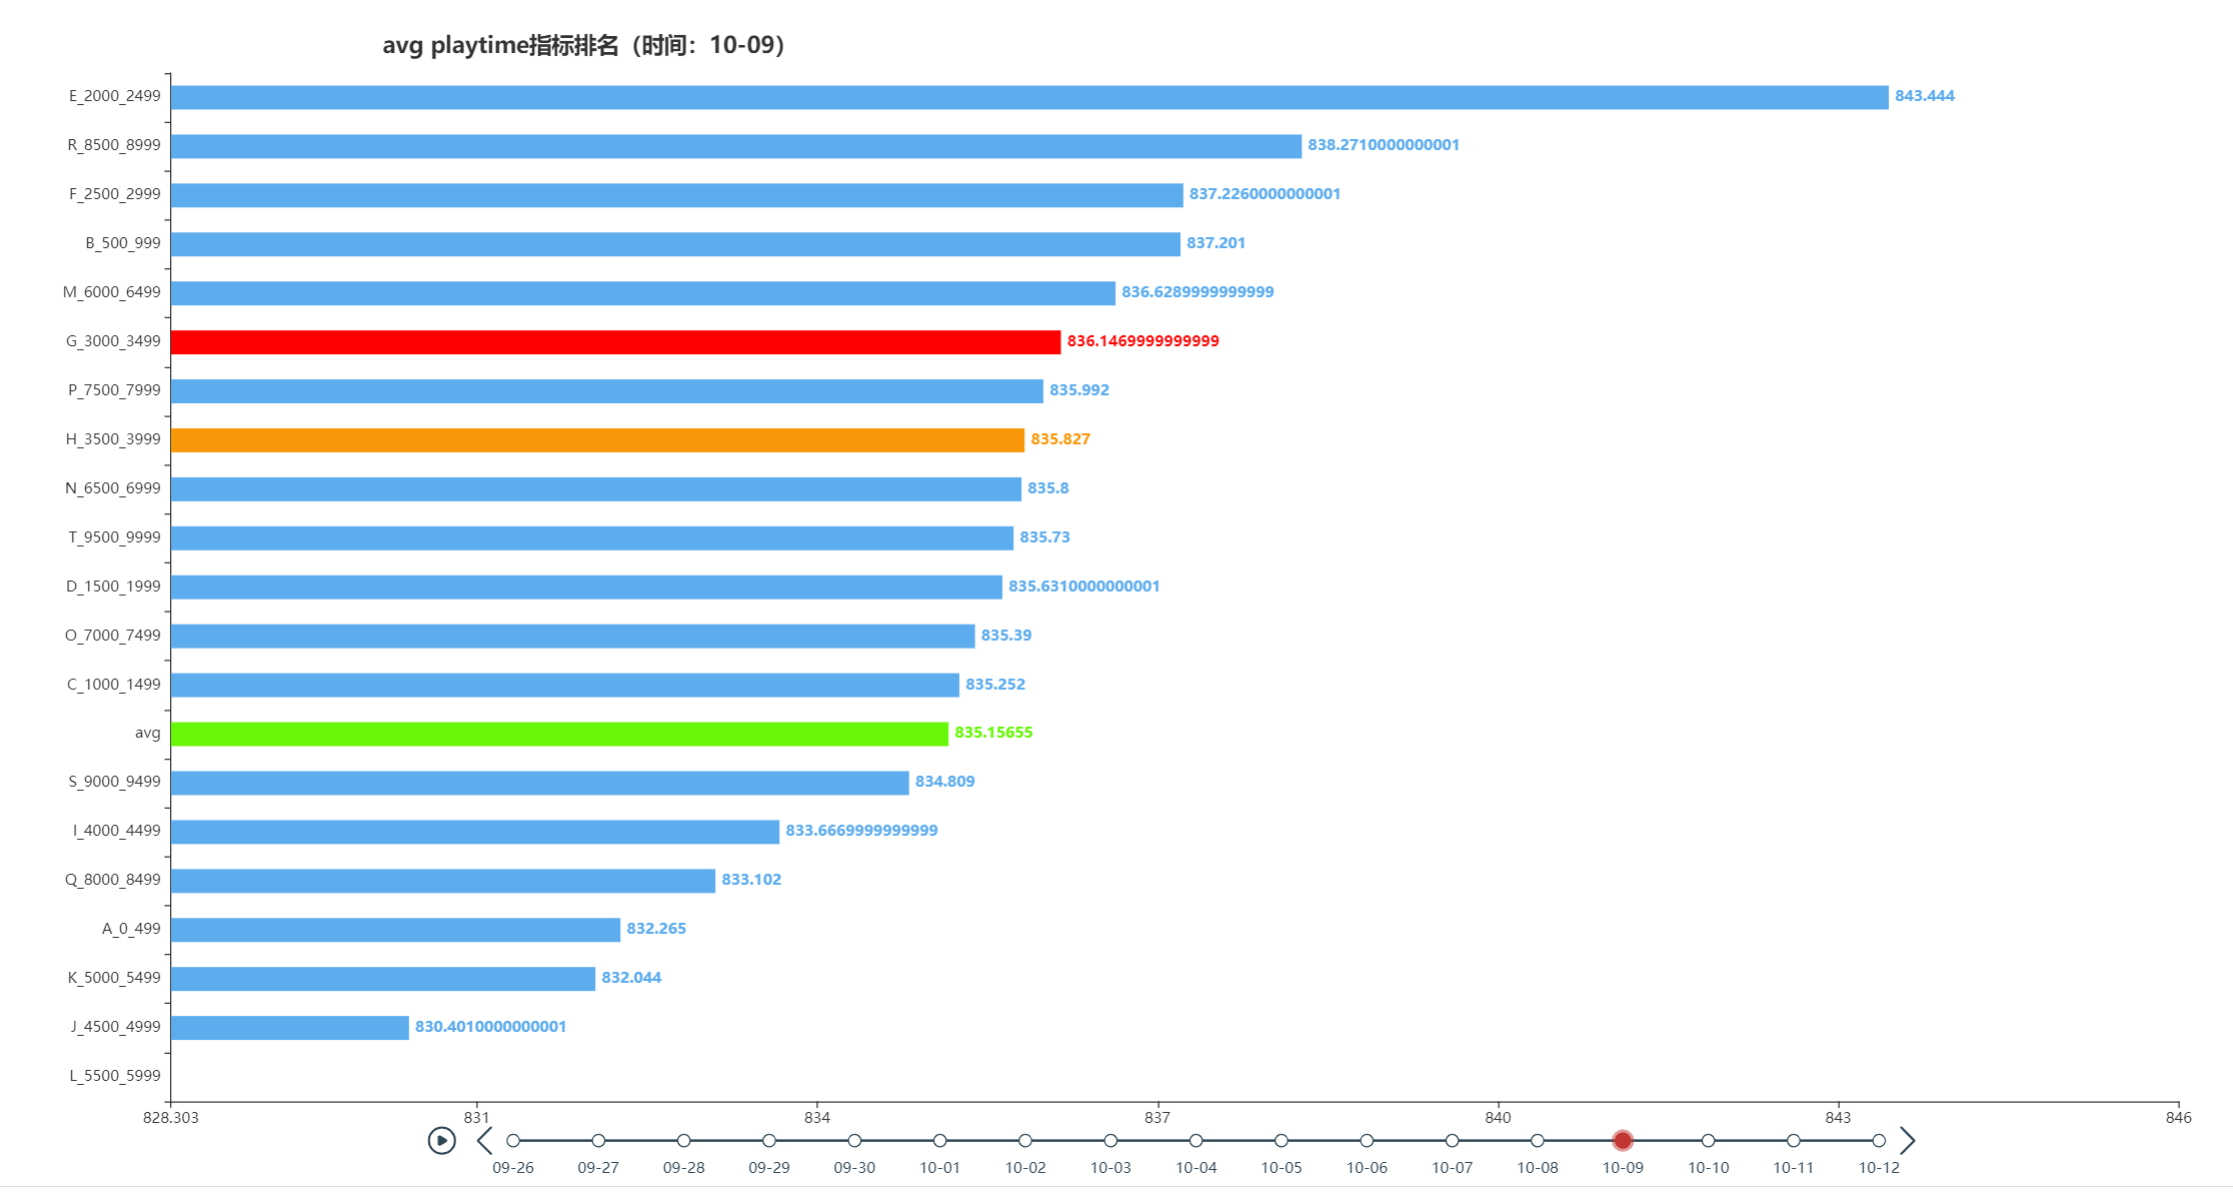 avg playtime指标排名（时间：10-09）
E_2000_2499 843.444
R_8500_8999 838.2710000000001
F_2500_2999 837.2260000000001
B_500_999 837.201
M_6000_6499 836.6289999999999
G_3000_3499 836.1469999999999
P_7500_7999 835.992
H_3500_3999 835.827
N_6500_6999 835.8
T_9500_9999 835.73
D_1500_1999 835.6310000000001
O_7000_7499 835.39
C_1000_1499 835.252
avg 835.15655
S_9000_9499 834.809
I_4000_4499 833.6669999999999
Q_8000_8499 833.102
A_0_499 832.265
K_5000_5499 832.044
J_4500_4999 830.4010000000001
L_5500_5999
828.303 831 834 837 840 843 846
09-26 09-27 09-28 09-29 09-30 10-01 10-02 10-03 10-04 10-05 10-06 10-07 10-08 10-09 10-10 10-11 10-12